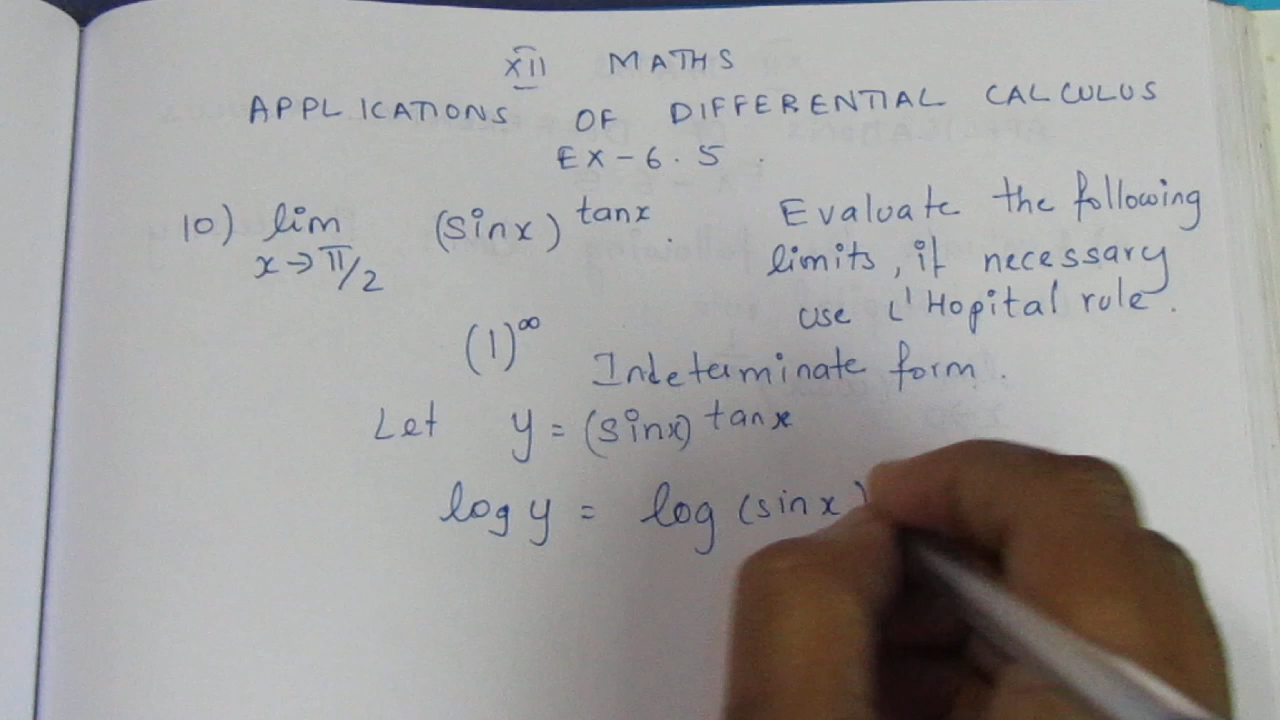 XII MATHS
APPLICATIONS OF DIFFERENTIAL CALCULUS
EX-6.5.
10) lim x→π/2 (sinx)^tanx.
Evaluate the following
limits, if necessary
use L'Hopital rule.
(1)^∞ Indeterminate form.
Let y = (sinx)^tanx
log y = log (sinx)